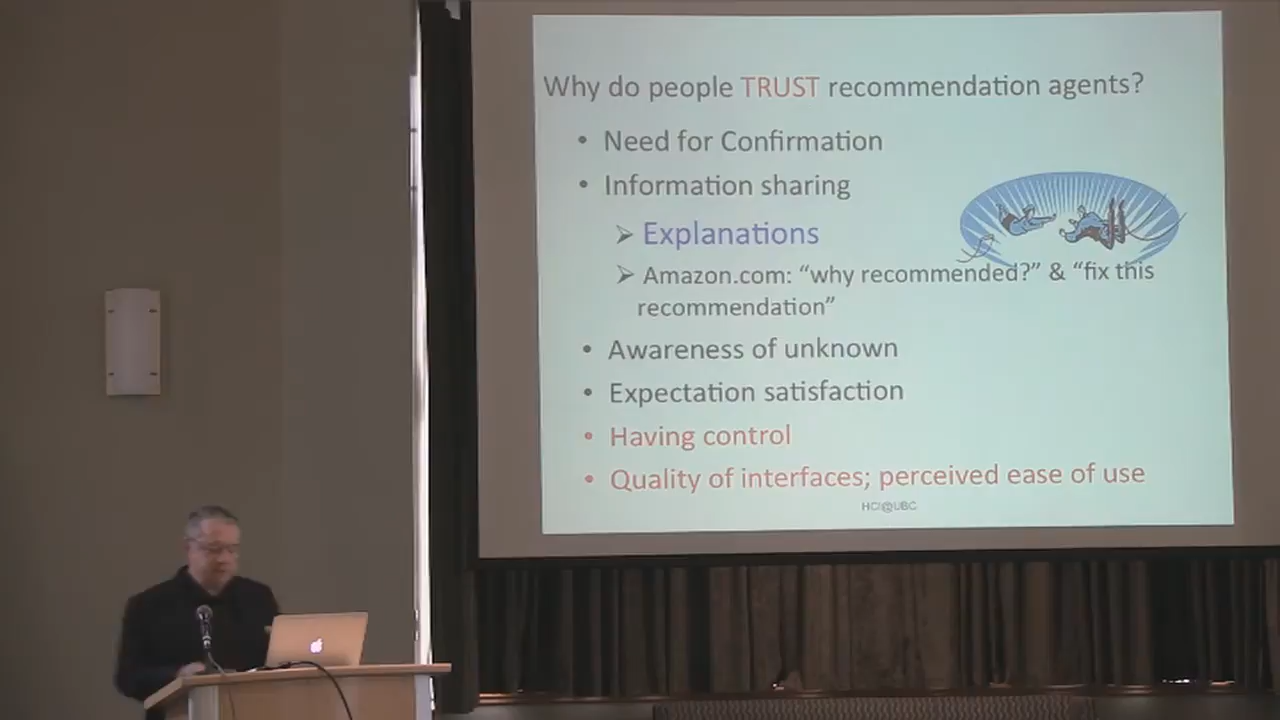 Why do people TRUST recommendation agents?
• Need for Confirmation
• Information sharing
➢ Explanations
➢ Amazon.com: “why recommended?” & “fix this
recommendation”
• Awareness of unknown
• Expectation satisfaction
• Having control
• Quality of interfaces; perceived ease of use
HCI@UBC